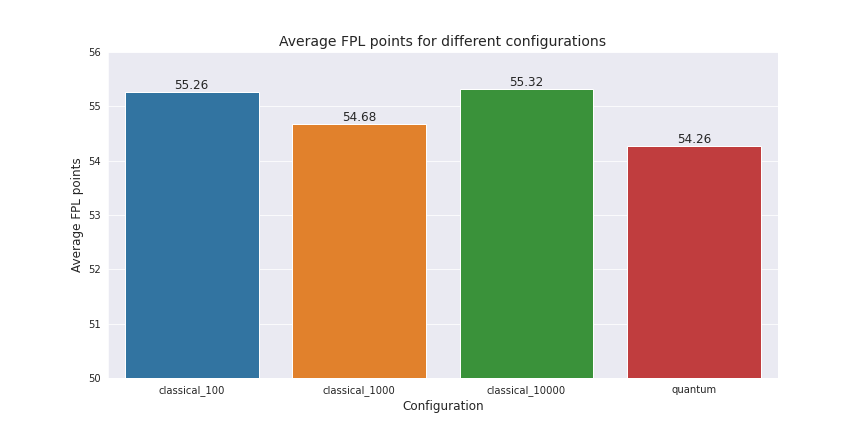 Average FPL points for different configurations
56
55
54
53
52
51
50
Average FPL points
55.26
54.68
55.32
54.26
classical_100
classical_1000
classical_10000
quantum
Configuration